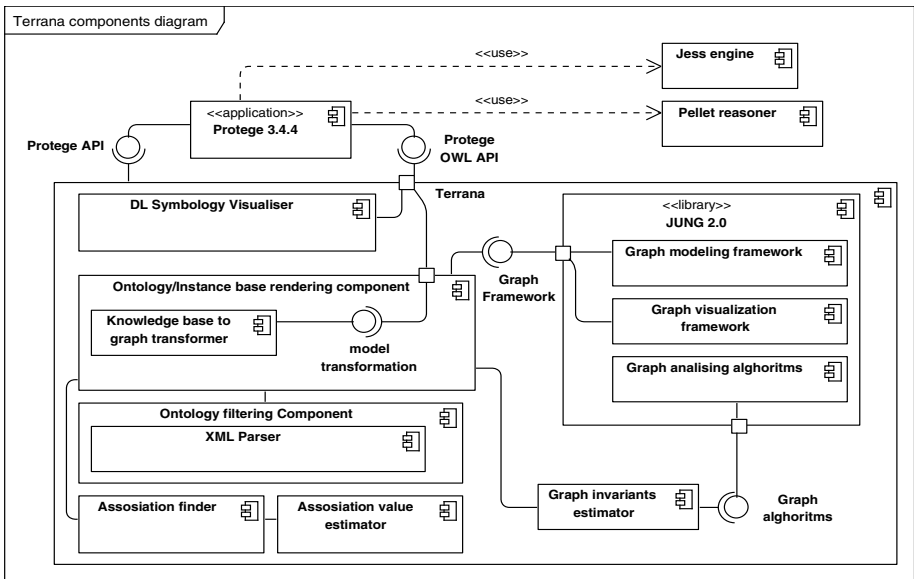 Terrana components diagram
<<use>>
Jess engine
<<application>>
Protege 3.4.4
<<use>>
Pellet reasoner
Protege API
Protege
OWL API
Terrana
DL Symbology Visualiser
<<library>>
JUNG 2.0
Graph modeling framework
Graph
Framework
Ontology/Instance base rendering component
Knowledge base to
graph transformer
model
transformation
Graph visualization
framework
Graph analising alghoritms
Ontology filtering Component
XML Parser
Assosiation finder
Assosiation value
estimator
Graph invariants
estimator
Graph
alghoritms